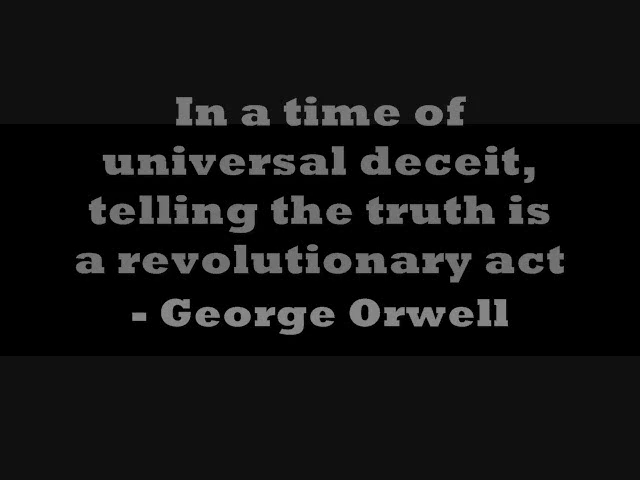 In a time of
universal deceit,
telling the truth is
a revolutionary act
- George Orwell